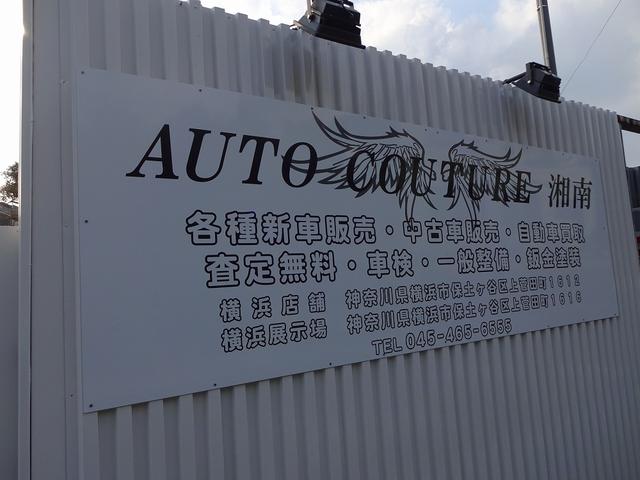 AUTO COUTURE 湘南
各種新車販売・中古車販売・自動車買取
査定無料・車検・一般整備・鈑金塗装
横浜店舗 神奈川県横浜市保土ヶ谷区上菅田町1612
横浜展示場 神奈川県横浜市保土ヶ谷区上菅田町1616
TEL 045-465-6555